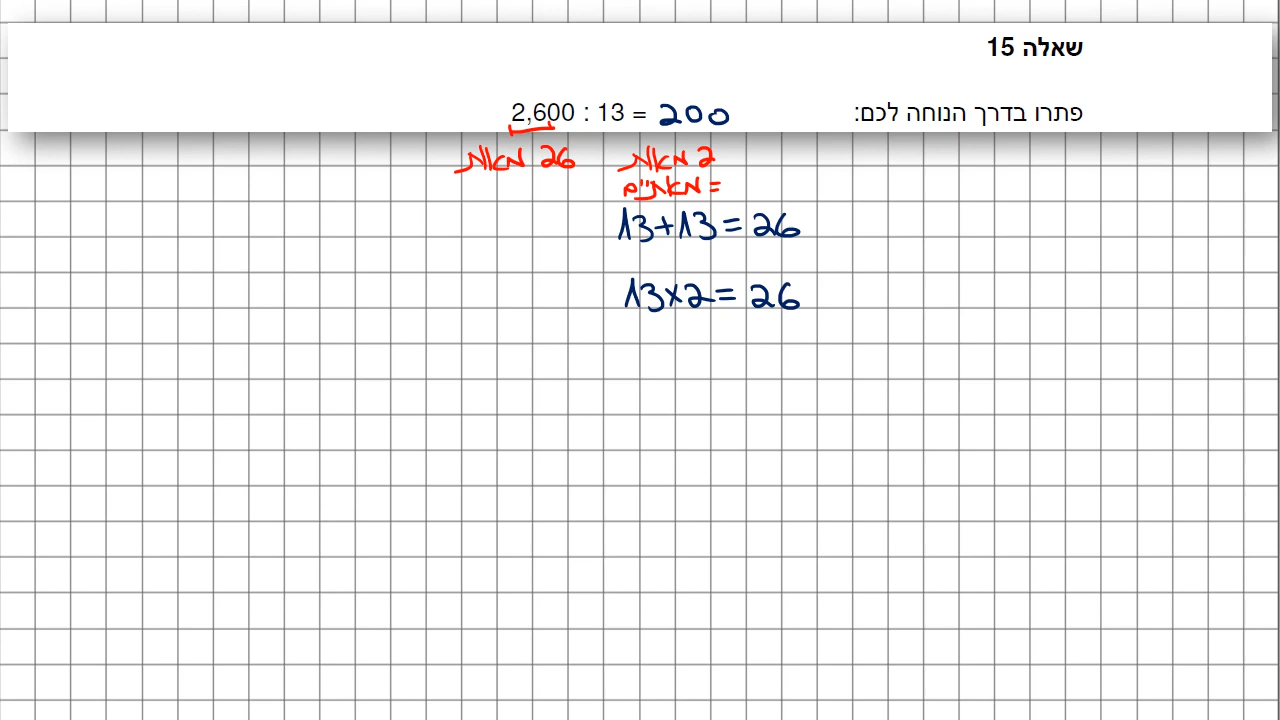 שאלה 15
פתרו בדרך הנוחה לכם: 2,600 : 13 = 200
26 מאות
2 מאות
= מאתיים
13+13=26
13x2=26